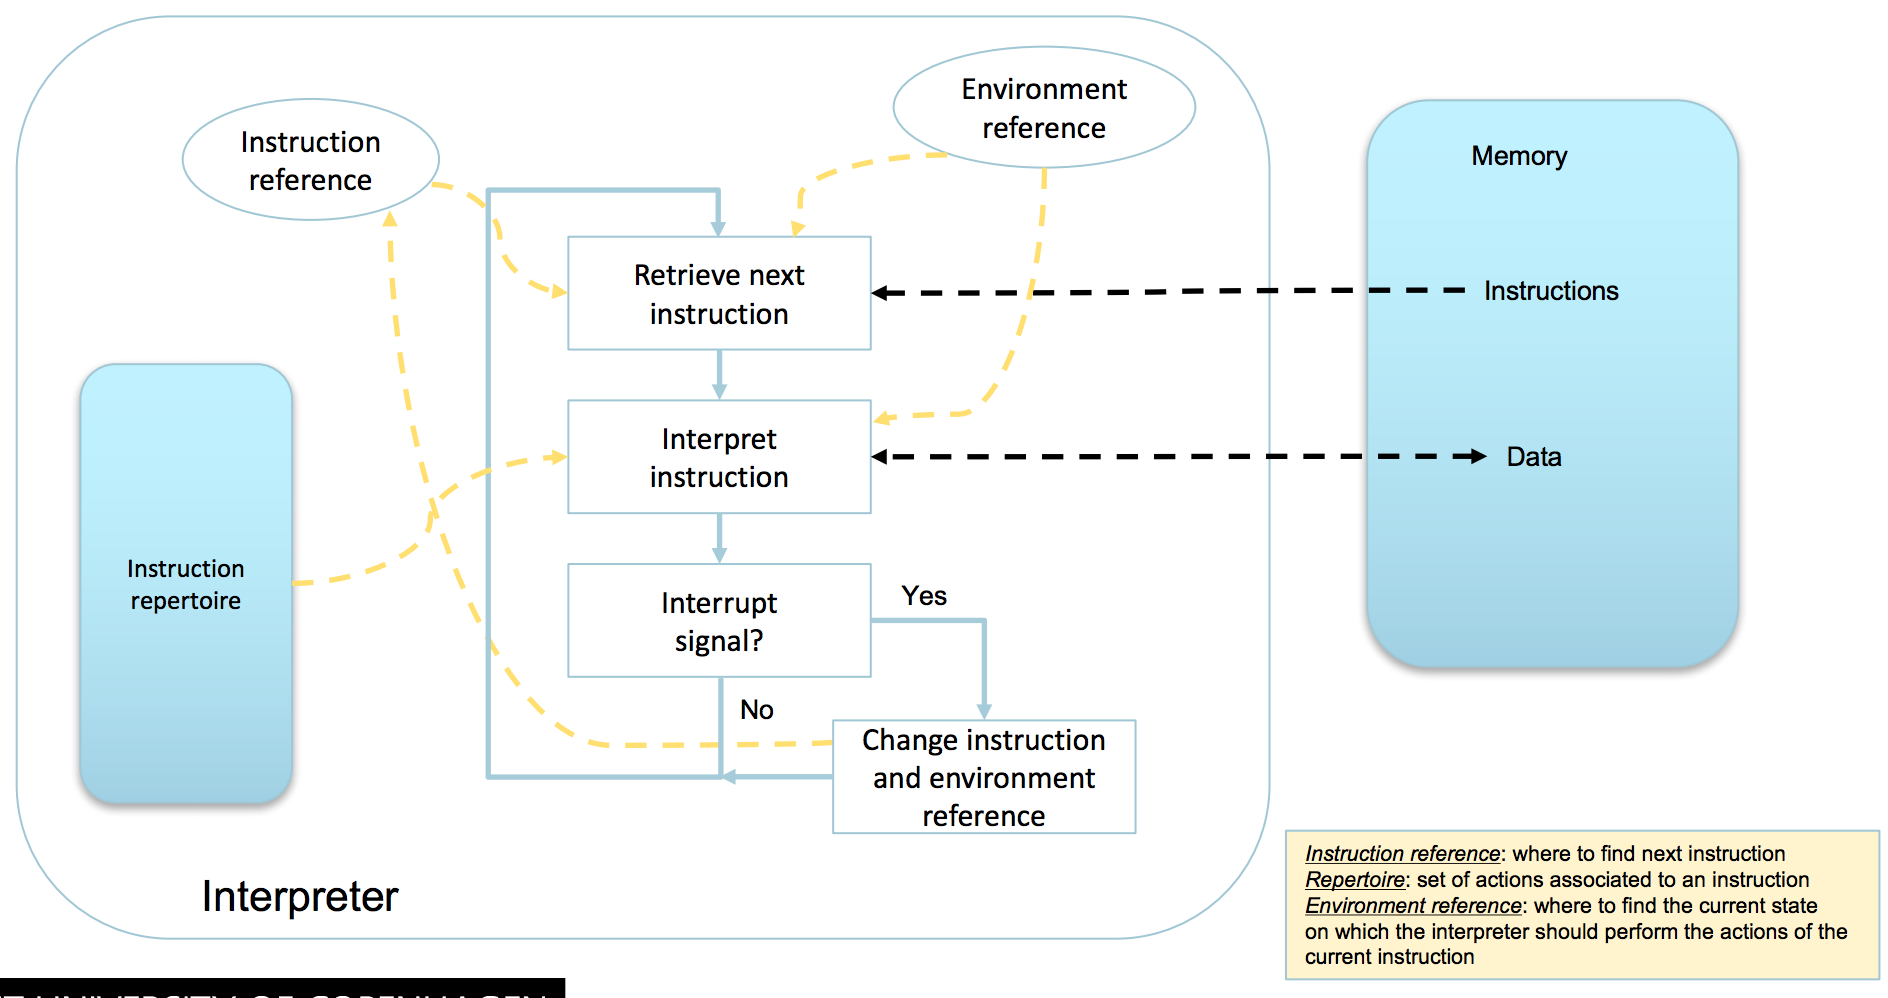 Environment
reference
Instruction
reference
Memory
Retrieve next
instruction
Instructions
Interpret
instruction
Data
Instruction
repertoire
Interrupt
signal?
Yes
No
Change instruction
and environment
reference
Interpreter
Instruction reference: where to find next instruction
Repertoire: set of actions associated to an instruction
Environment reference: where to find the current state
on which the interpreter should perform the actions of the
current instruction
UNIVERSITY OF COPENHAGEN